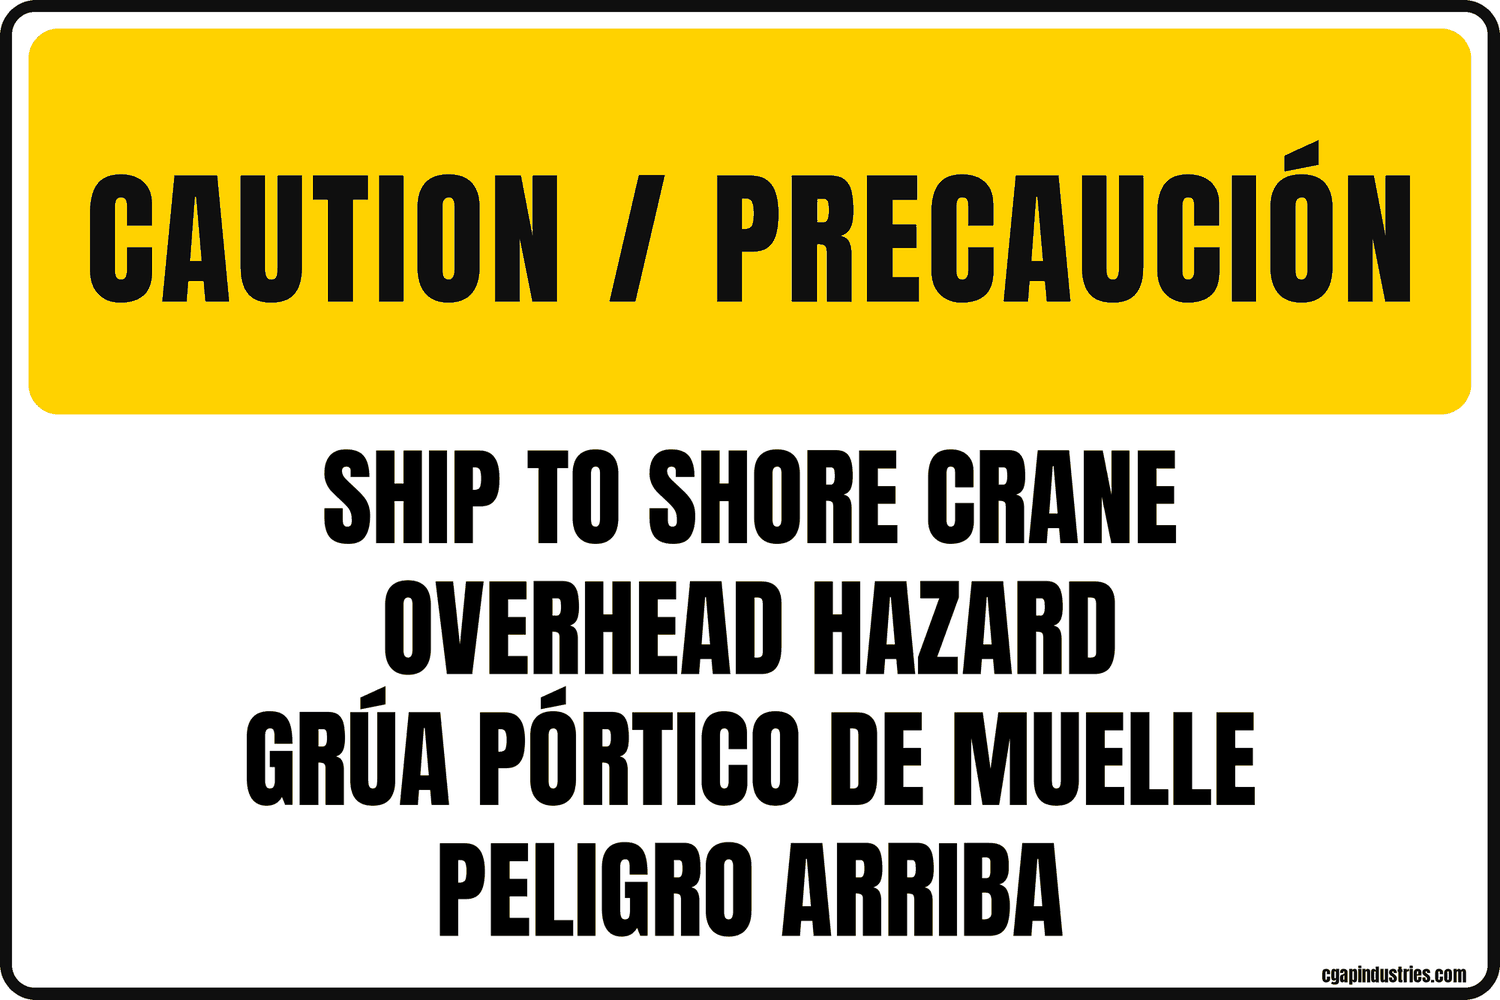 CAUTION / PRECAUCIÓN
SHIP TO SHORE CRANE
OVERHEAD HAZARD
GRÚA PÓRTICO DE MUELLE
PELIGRO ARRIBA
cgapindustries.com